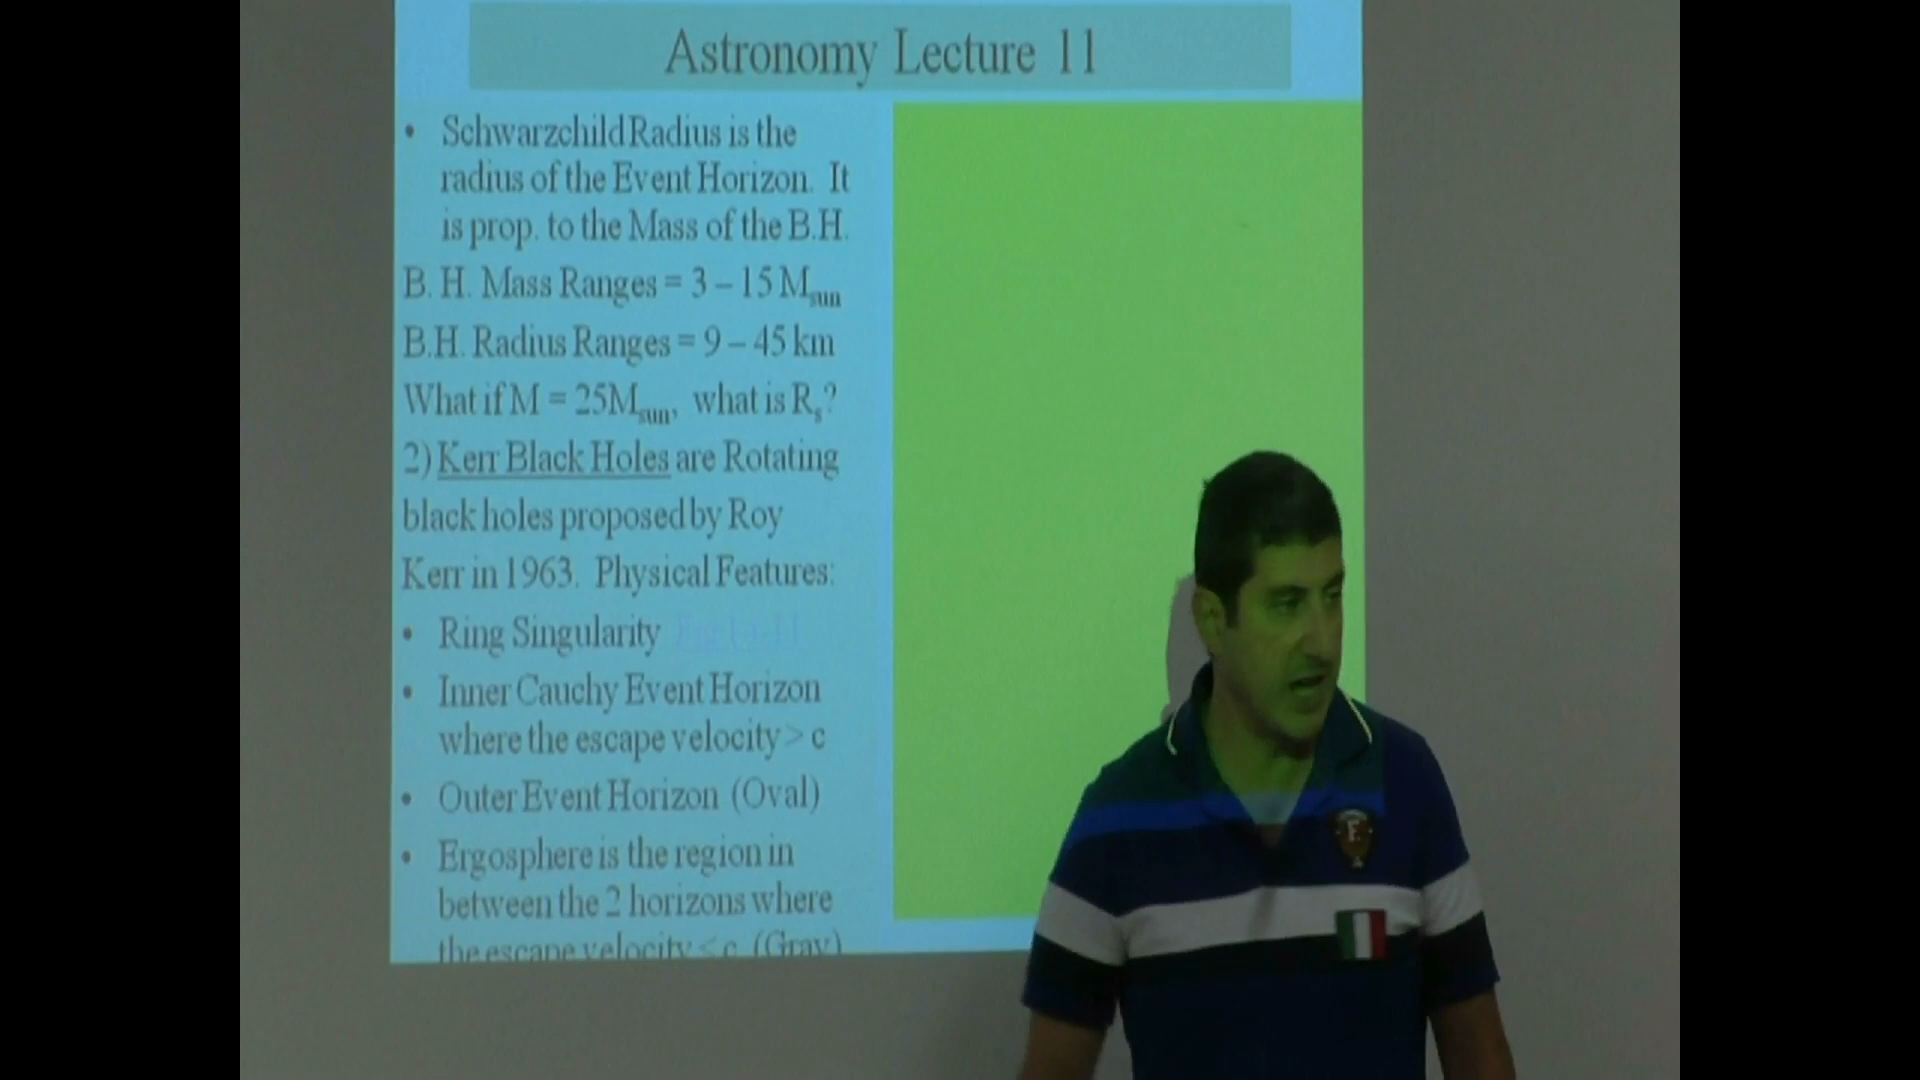 Astronomy Lecture 11
• Schwarzchild Radius is the
radius of the Event Horizon. It
is prop. to the Mass of the B.H.
B. H. Mass Ranges = 3 – 15 Msun
B.H. Radius Ranges = 9 – 45 km
What if M = 25Msun, what is Rs?
2) Kerr Black Holes are Rotating
black holes proposed by Roy
Kerr in 1963. Physical Features:
• Ring Singularity
• Inner Cauchy Event Horizon
where the escape velocity > c
• Outer Event Horizon (Oval)
• Ergosphere is the region in
between the 2 horizons where
the escape velocity < c (Gray)
F